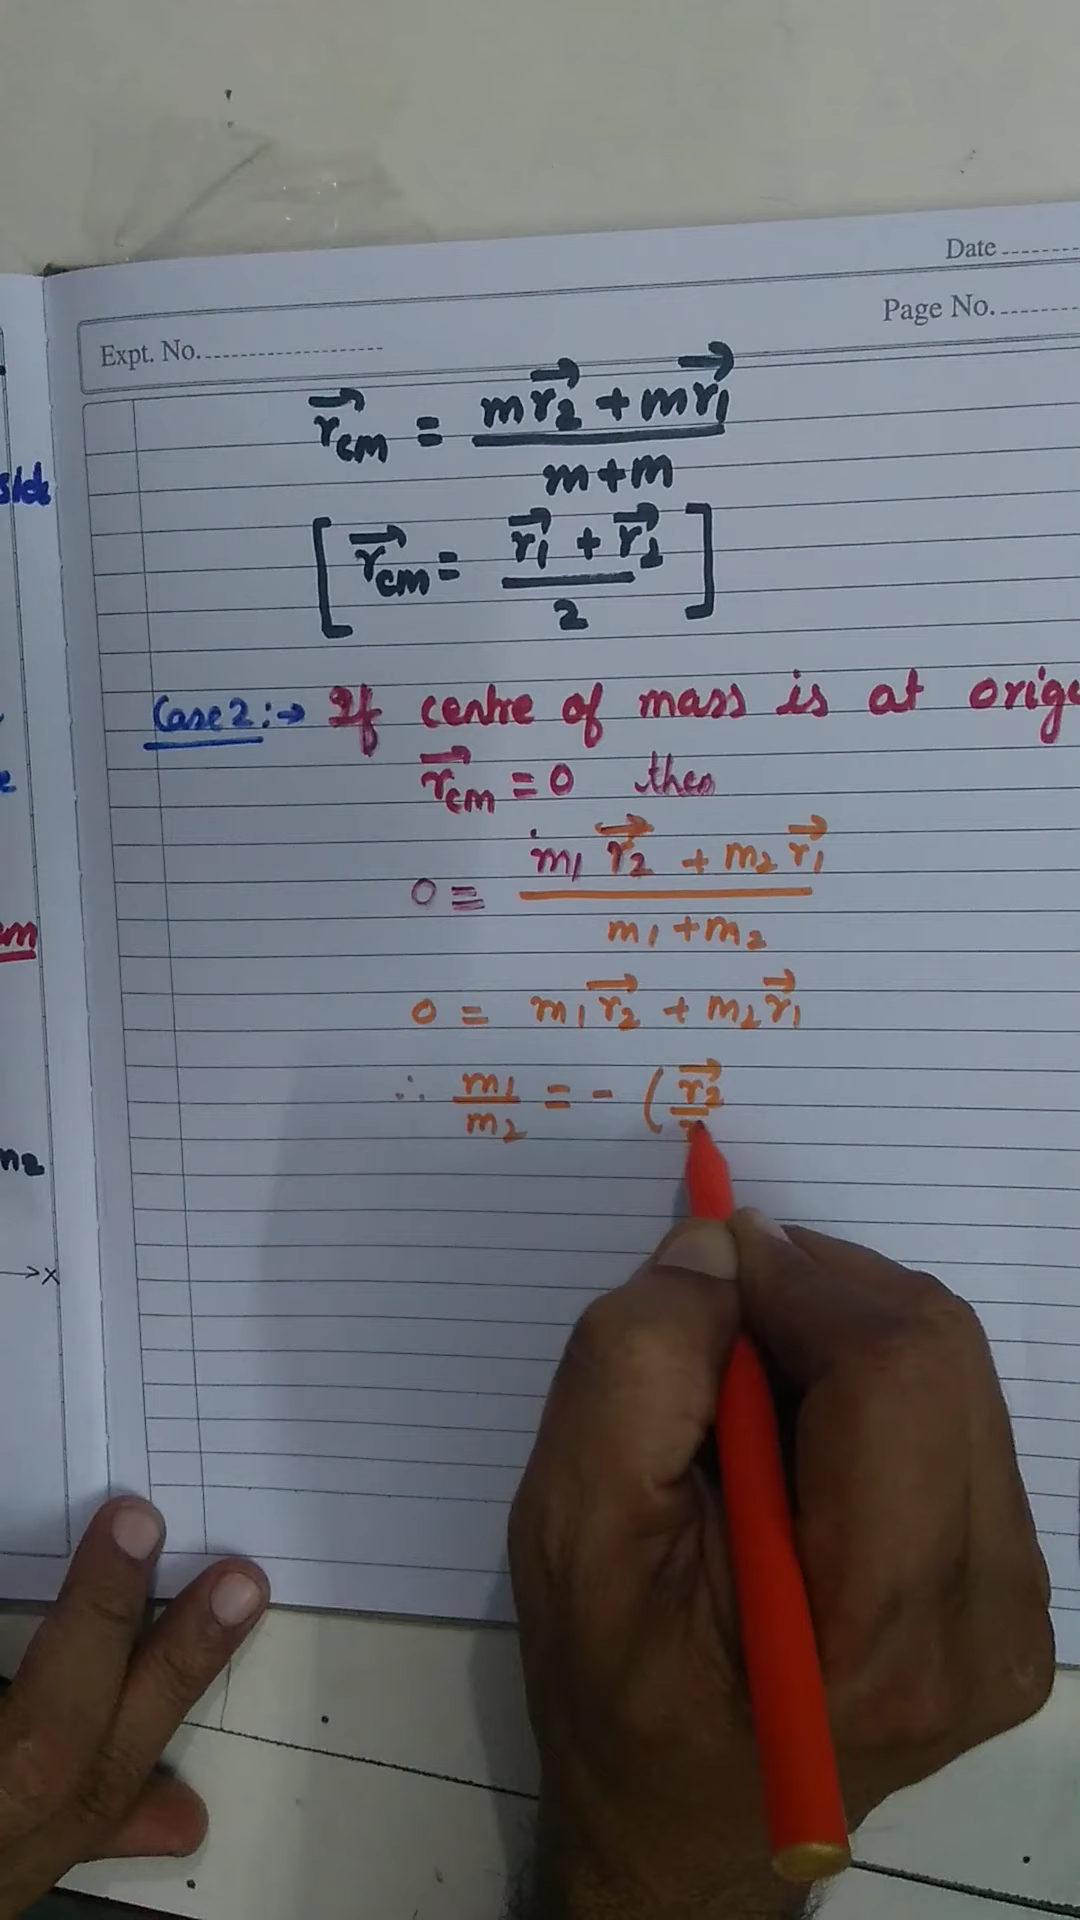 Date
Page No.
Expt. No.
side
r⃗cm = (m r⃗2 + m r⃗1) / (m + m)
[ r⃗cm = (r⃗1 + r⃗2) / 2 ]
Case 2 :→ If centre of mass is at orig
r⃗cm = 0 then
0 = (m1 r⃗2 + m2 r⃗1) / (m1 + m2)
0 = m1 r⃗2 + m2 r⃗1
∴ m1 / m2 = - ( r⃗2 / r
m2
→ x